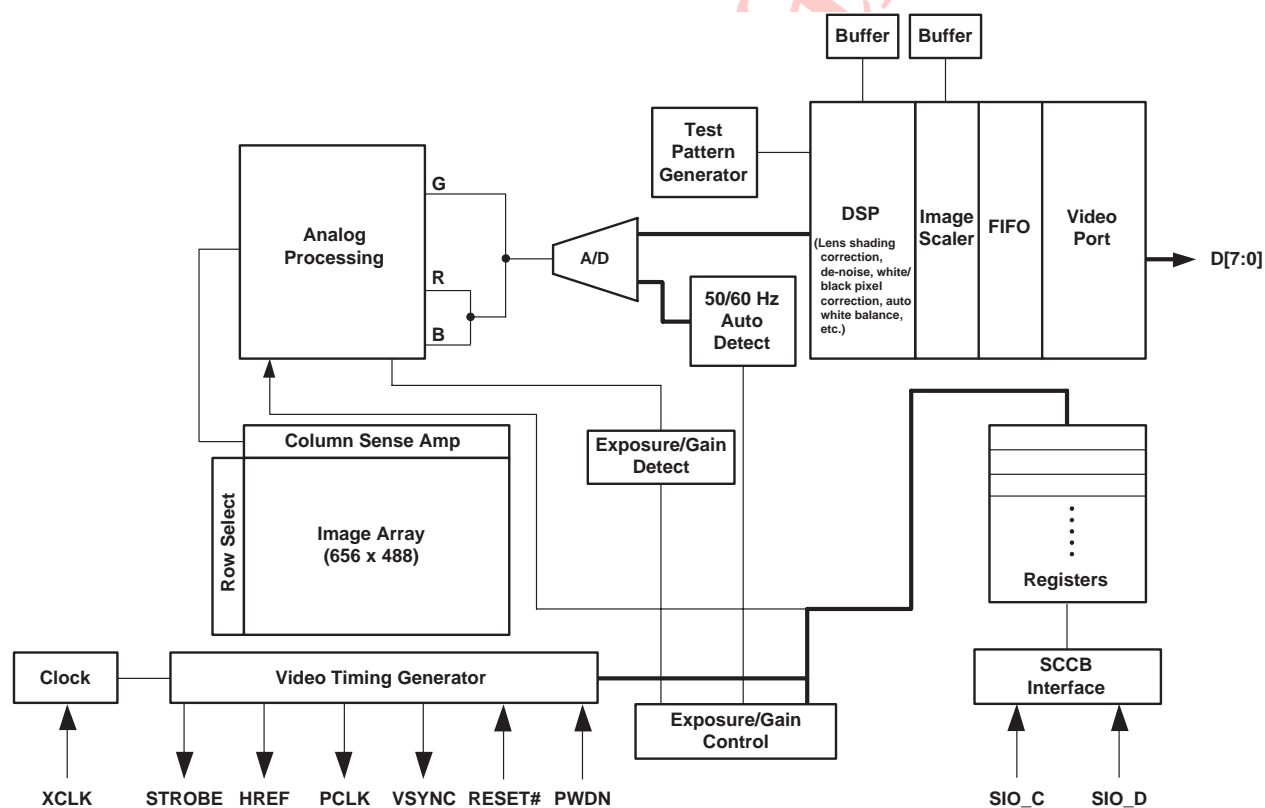 Buffer
Buffer
Test
Pattern
Generator
DSP
(Lens shading
correction,
de-noise, white/
black pixel
correction, auto
white balance,
etc.)
Image
Scaler
FIFO
Video
Port
D[7:0]
Analog
Processing
G
R
B
A/D
50/60 Hz
Auto
Detect
Column Sense Amp
Row Select
Image Array
(656 x 488)
Exposure/Gain
Detect
Registers
Clock
Video Timing Generator
Exposure/Gain
Control
SCCB
Interface
XCLK
STROBE
HREF
PCLK
VSYNC
RESET#
PWDN
SIO_C
SIO_D